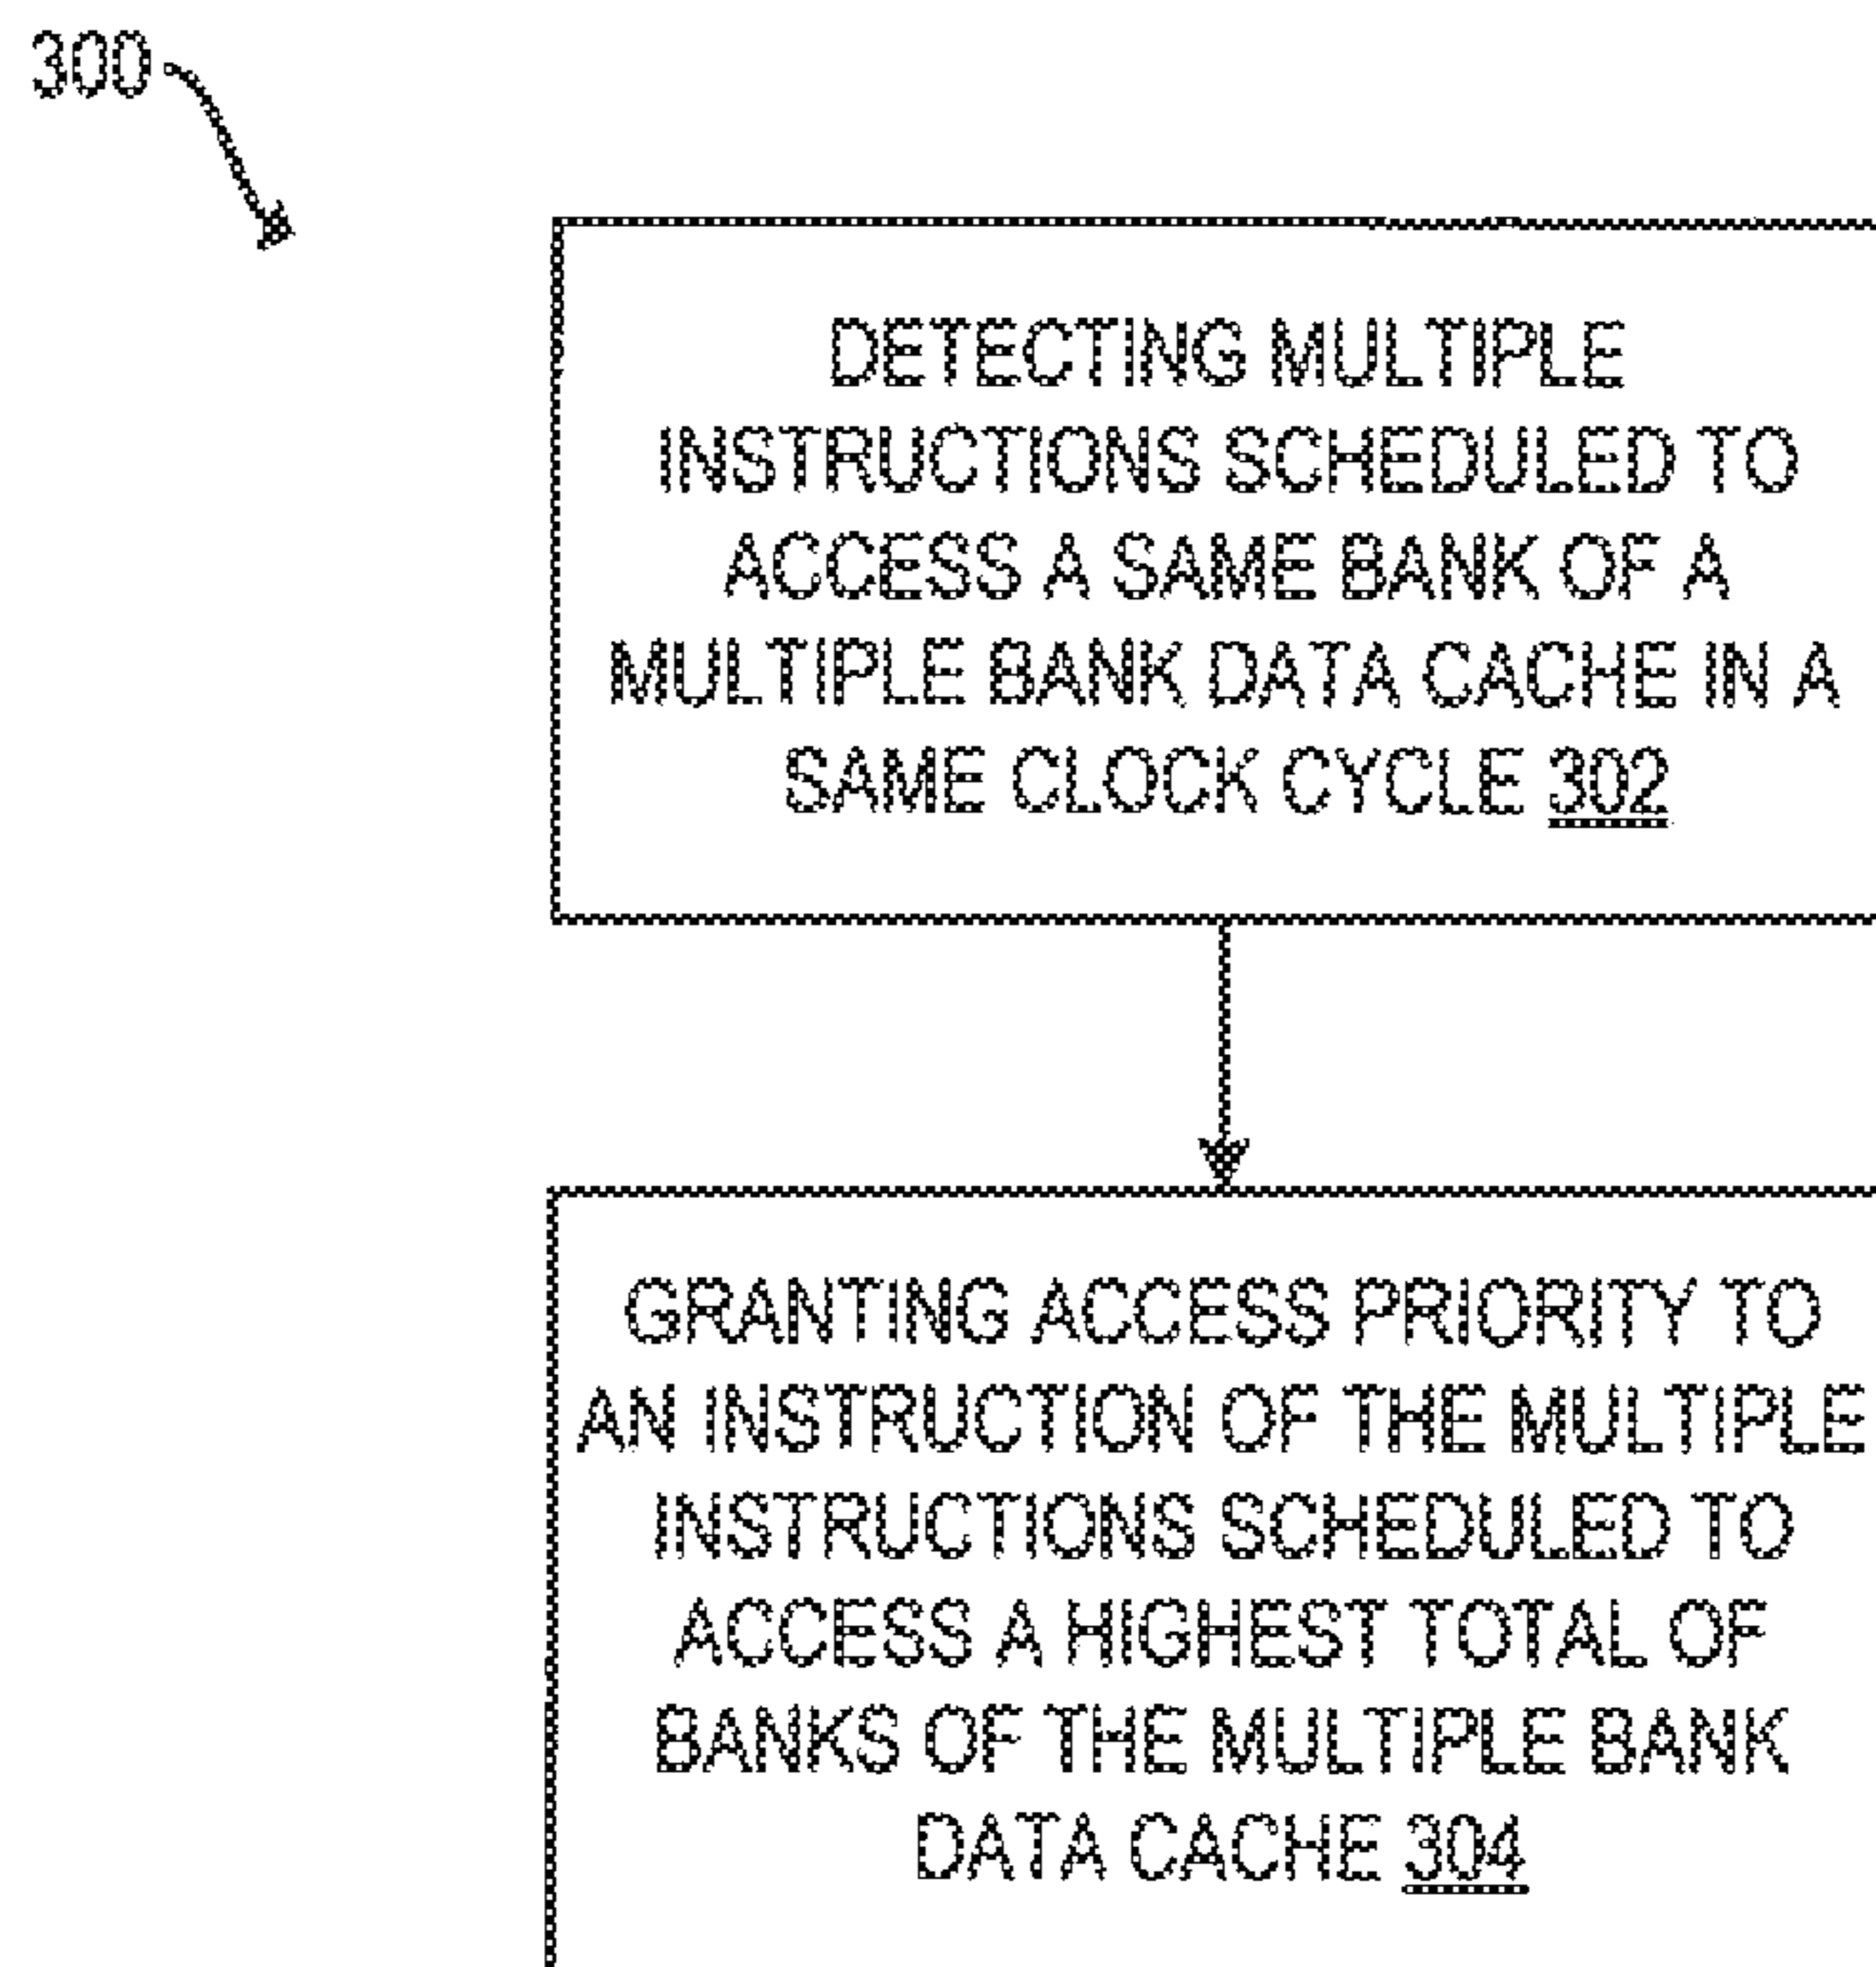 300
DETECTING MULTIPLE
INSTRUCTIONS SCHEDULED TO
ACCESS A SAME BANK OF A
MULTIPLE BANK DATA CACHE IN A
SAME CLOCK CYCLE 302
GRANTING ACCESS PRIORITY TO
AN INSTRUCTION OF THE MULTIPLE
INSTRUCTIONS SCHEDULED TO
ACCESS A HIGHEST TOTAL OF
BANKS OF THE MULTIPLE BANK
DATA CACHE 304